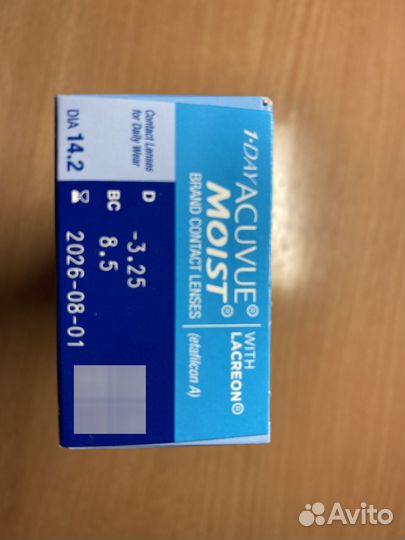 1·DAY ACUVUE®
MOIST®
BRAND CONTACT LENSES
WITH
LACREON®
(etafilcon A)
Contact Lenses
for Daily Wear
DIA 14.2
D -3.25
BC 8.5
2026-08-01
Avito